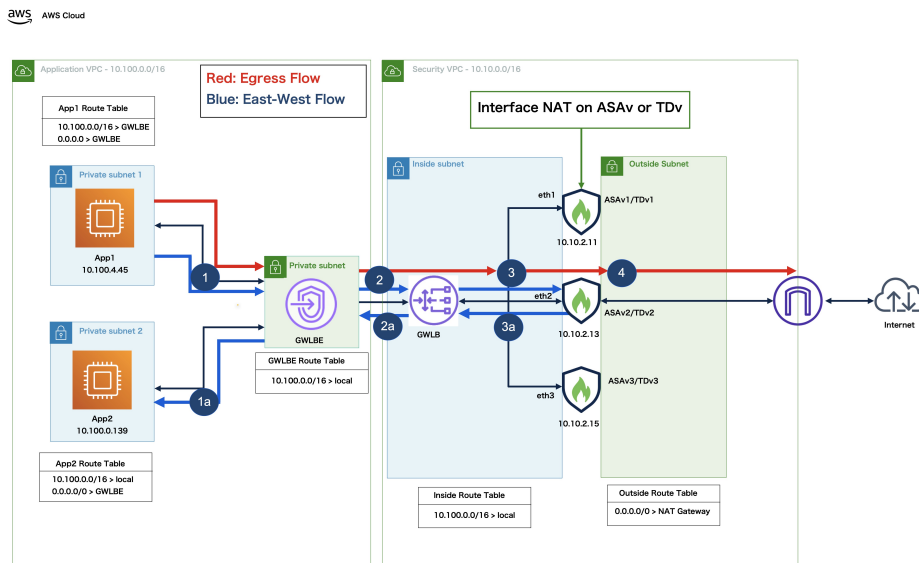 aws
AWS Cloud
Application VPC - 10.100.0.0/16
Security VPC - 10.10.0.0/16
Red: Egress Flow
Blue: East-West Flow
Interface NAT on ASAv or TDv
App1 Route Table
10.100.0.0/16 > GWLBE
0.0.0.0 > GWLBE
Private subnet 1
App1
10.100.4.45
Private subnet 2
App2
10.100.0.139
App2 Route Table
10.100.0.0/16 > local
0.0.0.0/0 > GWLBE
1
1a
Private subnet
GWLBE
GWLBE Route Table
10.100.0.0/16 > local
2
2a
Inside subnet
GWLB
3
3a
eth1
eth2
eth3
Outside Subnet
ASAv1/TDv1
10.10.2.11
4
ASAv2/TDv2
10.10.2.13
ASAv3/TDv3
10.10.2.15
Inside Route Table
10.100.0.0/16 > local
Outside Route Table
0.0.0.0/0 > NAT Gateway
Internet